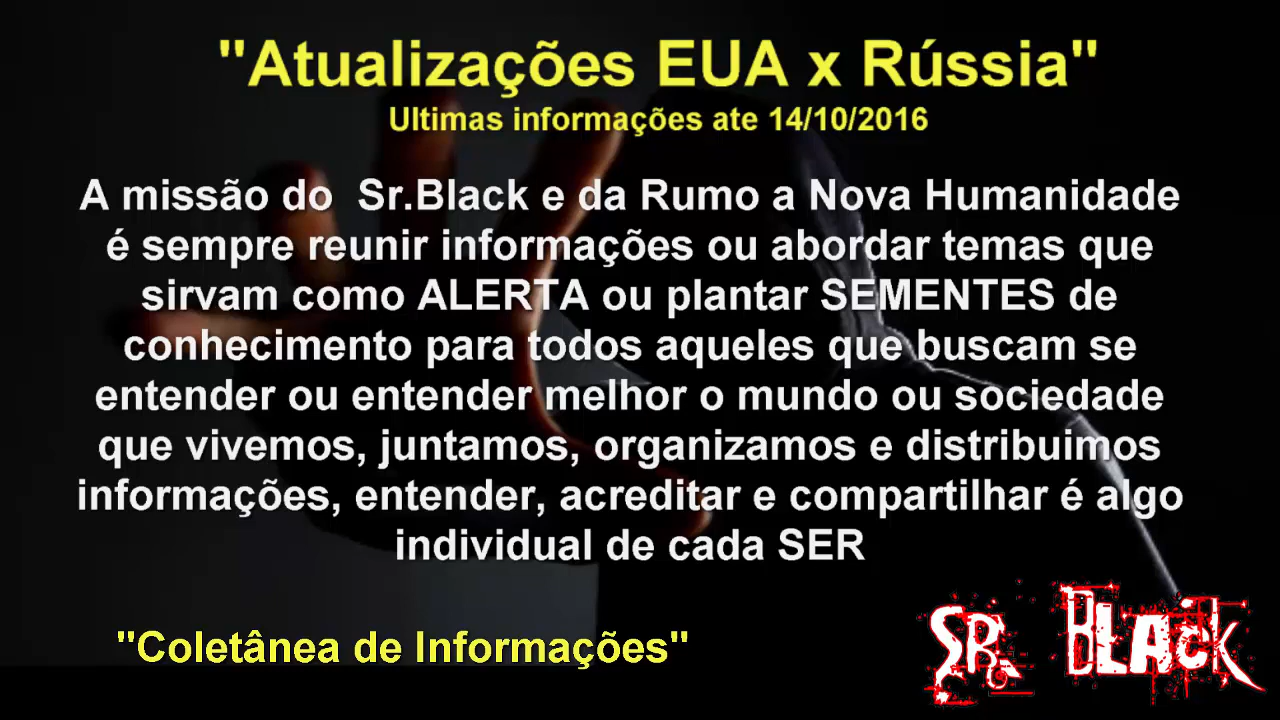 "Atualizações EUA x Rússia"
Ultimas informações ate 14/10/2016
A missão do  Sr.Black e da Rumo a Nova Humanidade
é sempre reunir informações ou abordar temas que
sirvam como ALERTA ou plantar SEMENTES de
conhecimento para todos aqueles que buscam se
entender ou entender melhor o mundo ou sociedade
que vivemos, juntamos, organizamos e distribuimos
informações, entender, acreditar e compartilhar é algo
individual de cada SER
"Coletânea de Informações"
SR. BLACK